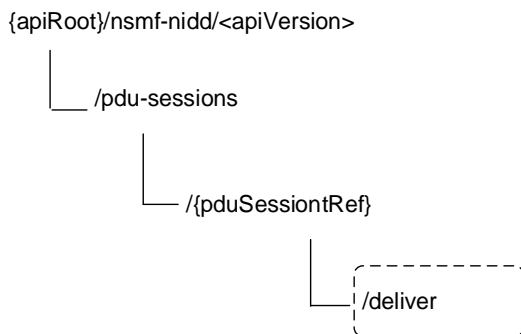 {apiRoot}/nsmf-nidd/<apiVersion>
/pdu-sessions
/{pduSessiontRef}
/deliver